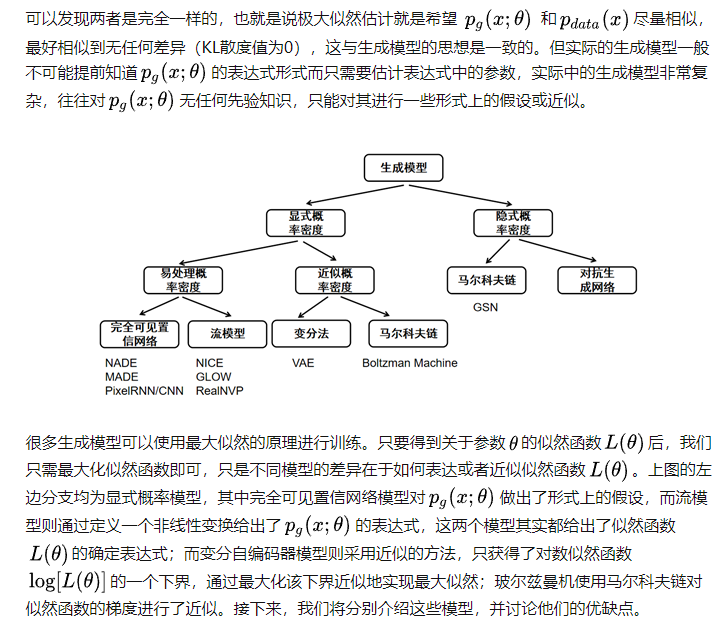 可以发现两者是完全一样的，也就是说极大似然估计就是希望 p_g(x;θ) 和 p_data(x) 尽量相似，
最好相似到无任何差异（KL散度值为0），这与生成模型的思想是一致的。但实际的生成模型一般
不可能提前知道 p_g(x;θ) 的表达式形式而只需要估计表达式中的参数，实际中的生成模型非常复
杂，往往对 p_g(x;θ) 无任何先验知识，只能对其进行一些形式上的假设或近似。
生成模型
显式概
率密度
隐式概
率密度
易处理概
率密度
近似概
率密度
马尔科夫链
对抗生
成网络
GSN
完全可见置
信网络
流模型
变分法
马尔科夫链
NADE
MADE
PixelRNN/CNN
NICE
GLOW
RealNVP
VAE
Boltzman Machine
很多生成模型可以使用最大似然的原理进行训练。只要得到关于参数 θ 的似然函数 L(θ) 后，我们
只需最大化似然函数即可，只是不同模型的差异在于如何表达或者近似似然函数 L(θ) 。上图的左
边分支均为显式概率模型，其中完全可见置信网络模型对 p_g(x;θ) 做出了形式上的假设，而流模
型则通过定义一个非线性变换给出了 p_g(x;θ) 的表达式，这两个模型其实都给出了似然函数
L(θ) 的确定表达式；而变分自编码器模型则采用近似的方法，只获得了对数似然函数
log[L(θ)] 的一个下界，通过最大化该下界近似地实现最大似然；玻尔兹曼机使用马尔科夫链对
似然函数的梯度进行了近似。接下来，我们将分别介绍这些模型，并讨论他们的优缺点。